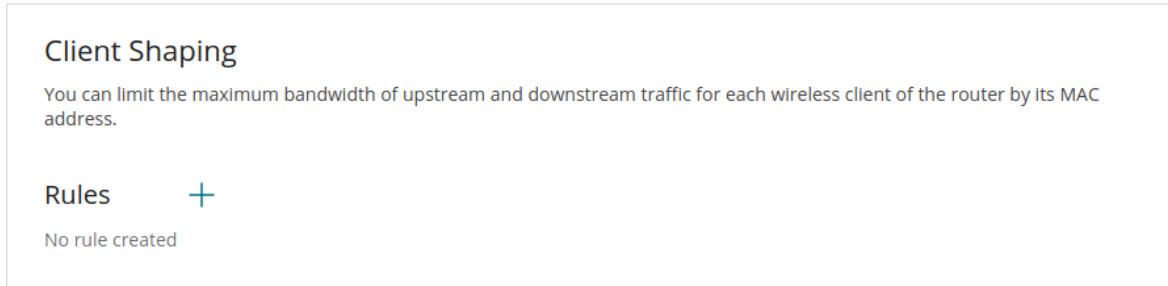 Client Shaping
You can limit the maximum bandwidth of upstream and downstream traffic for each wireless client of the router by its MAC
address.
Rules
No rule created